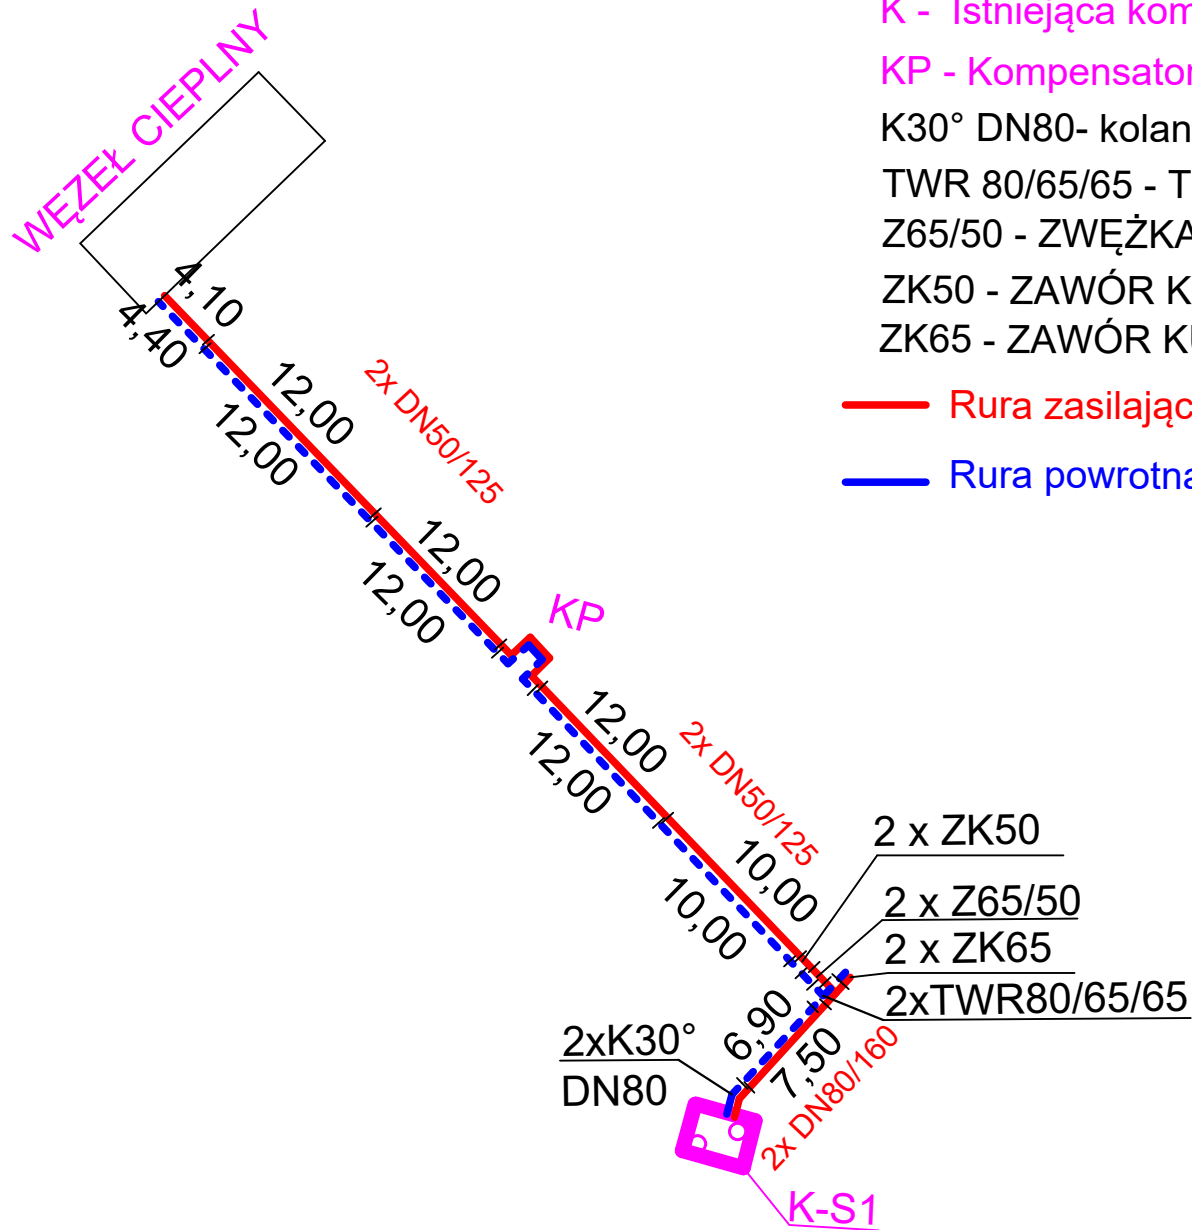 K - Istniejąca kom
KP - Kompensator
K30° DN80- kolan
TWR 80/65/65 - T
Z65/50 - ZWĘŻKA
ZK50 - ZAWÓR K
ZK65 - ZAWÓR KU
Rura zasilając
Rura powrotna
WĘZEŁ CIEPLNY
4,10
4,40
12,00
12,00
2x DN50/125
12,00
12,00
KP
12,00
12,00
2x DN50/125
10,00
10,00
2 x ZK50
2 x Z65/50
2 x ZK65
2xTWR80/65/65
6,90
7,50
2x DN80/160
2xK30°
DN80
K-S1